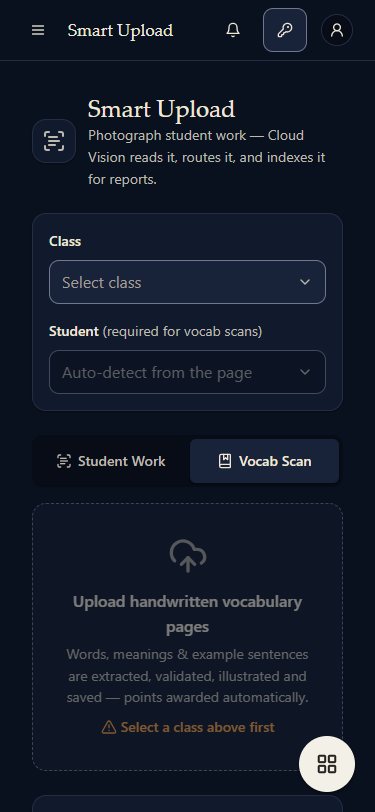 Smart Upload
Smart Upload
Photograph student work — Cloud
Vision reads it, routes it, and indexes it
for reports.
Class
Select class
Student (required for vocab scans)
Auto-detect from the page
Student Work
Vocab Scan
Upload handwritten vocabulary
pages
Words, meanings & example sentences
are extracted, validated, illustrated and
saved — points awarded automatically.
Select a class above first